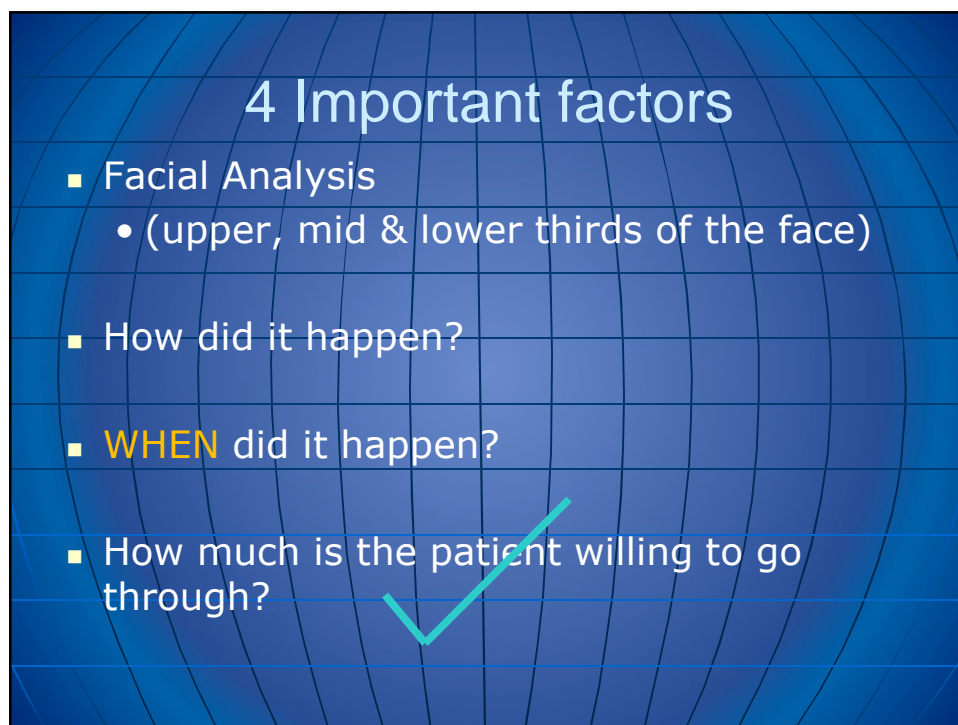 4 Important factors
Facial Analysis
• (upper, mid & lower thirds of the face)
How did it happen?
WHEN did it happen?
How much is the patient willing to go
through?